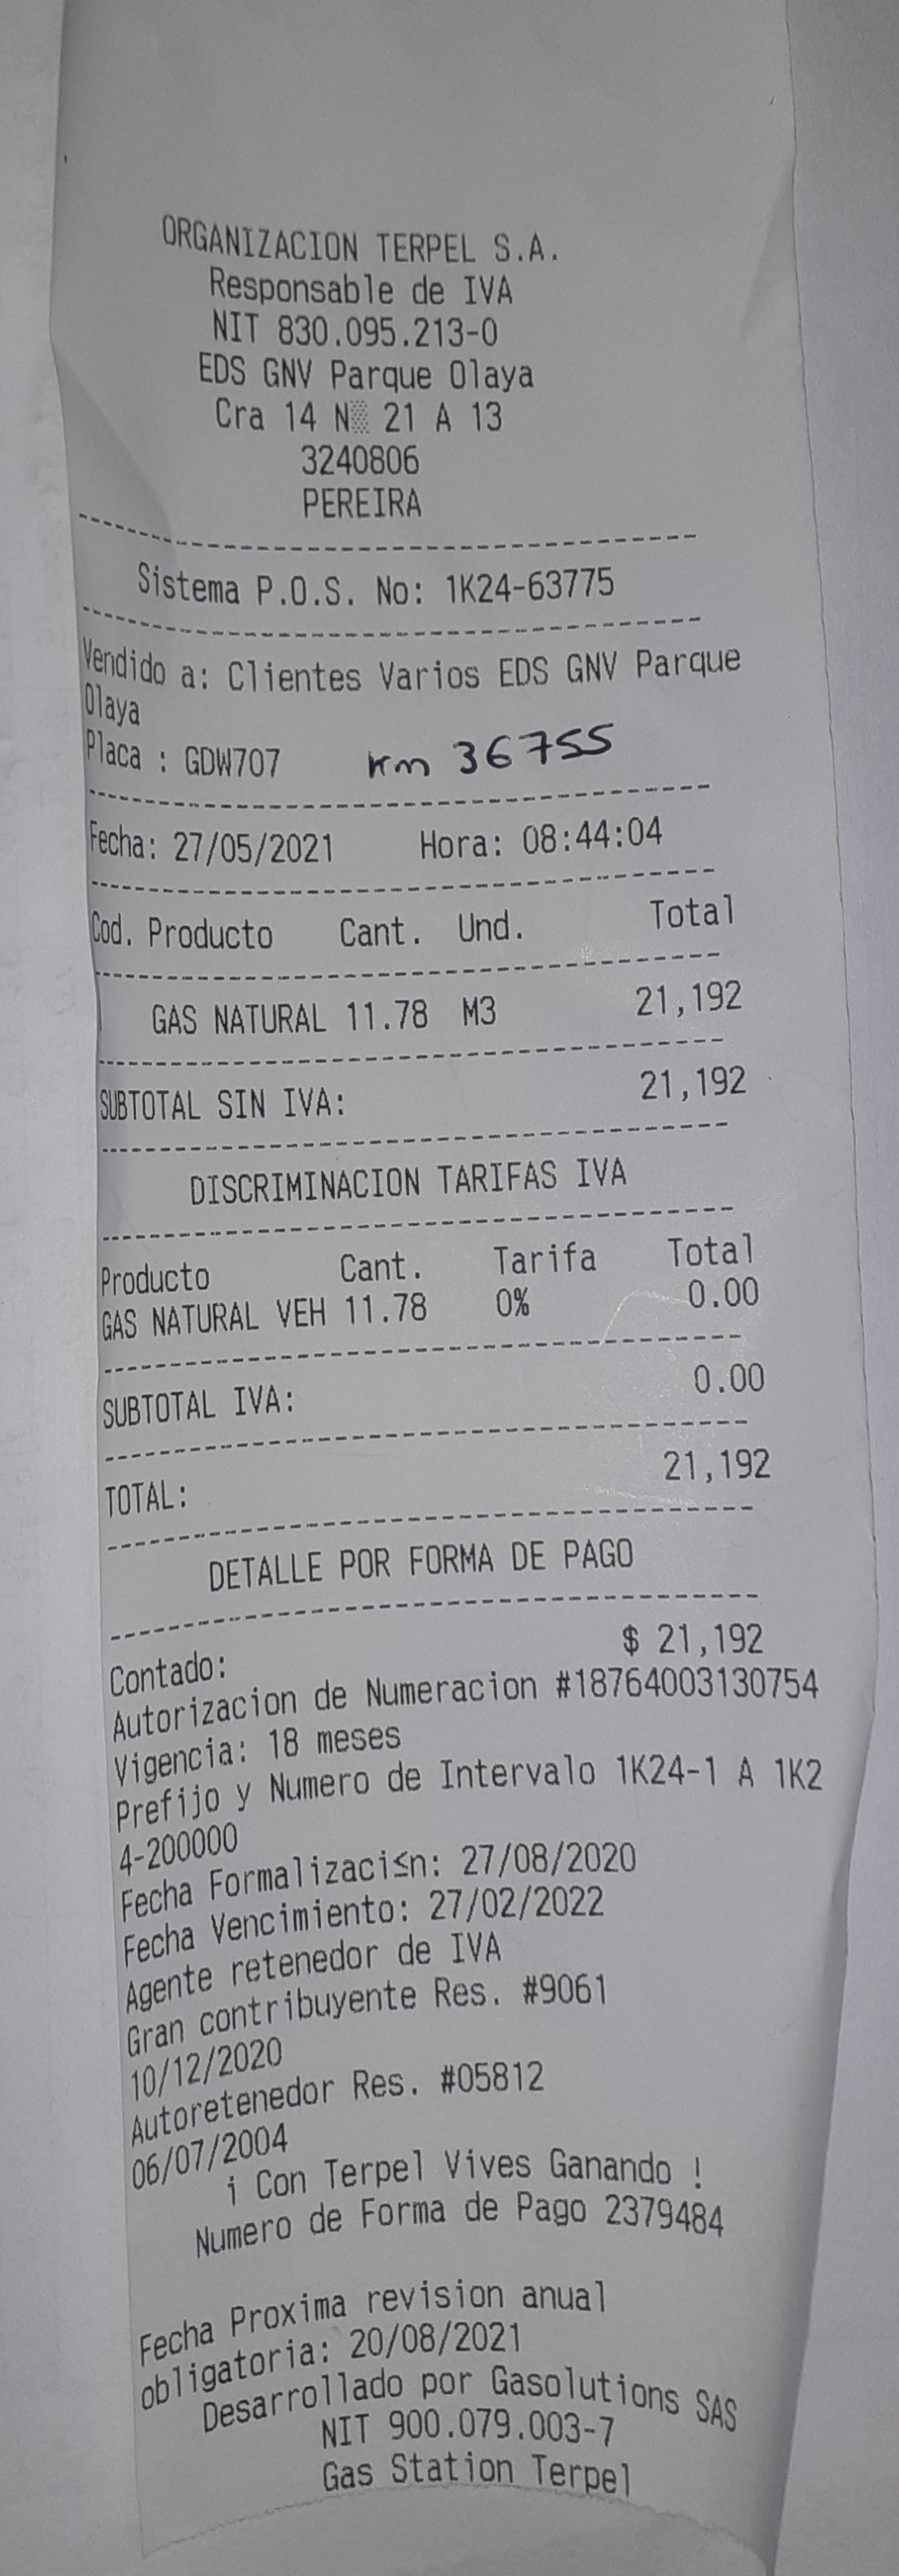 ORGANIZACION TERPEL S.A.
Responsable de IVA
NIT 830.095.213-0
EDS GNV Parque Olaya
Cra 14 N▒ 21 A 13
3240806
PEREIRA
Sistema P.O.S. No: 1K24-63775
Vendido a: Clientes Varios EDS GNV Parque
Olaya
Placa : GDW707 km 36755
Fecha: 27/05/2021 Hora: 08:44:04
Cod. Producto Cant. Und. Total
GAS NATURAL 11.78 M3 21,192
SUBTOTAL SIN IVA: 21,192
DISCRIMINACION TARIFAS IVA
Producto Cant. Tarifa Total
GAS NATURAL VEH 11.78 0% 0.00
SUBTOTAL IVA: 0.00
TOTAL: 21,192
DETALLE POR FORMA DE PAGO
Contado: $ 21,192
Autorizacion de Numeracion #18764003130754
Vigencia: 18 meses
Prefijo y Numero de Intervalo 1K24-1 A 1K2
4-200000
Fecha Formalizaci≤n: 27/08/2020
Fecha Vencimiento: 27/02/2022
Agente retenedor de IVA
Gran contribuyente Res. #9061
10/12/2020
Autoretenedor Res. #05812
06/07/2004
¡ Con Terpel Vives Ganando !
Numero de Forma de Pago 2379484
Fecha Proxima revision anual
obligatoria: 20/08/2021
Desarrollado por Gasolutions SAS
NIT 900.079.003-7
Gas Station Terpel